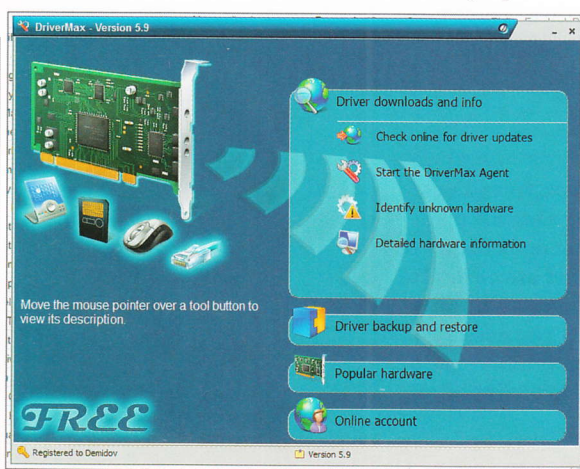 DriverMax - Version 5.9
Driver downloads and info
Check online for driver updates
Start the DriverMax Agent
Identify unknown hardware
Detailed hardware information
Move the mouse pointer over a tool button to
view its description.
Driver backup and restore
Popular hardware
FREE
Online account
Registered to Demidov
Version 5.9